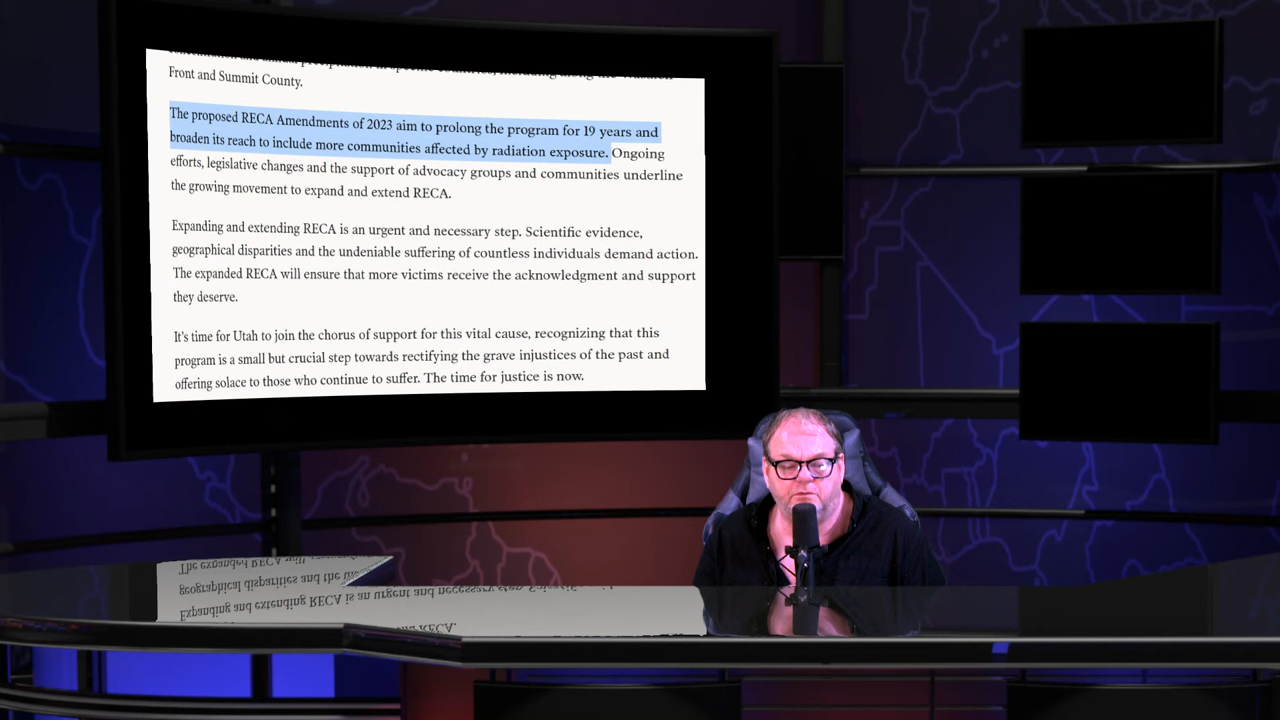 Front and Summit County.
The proposed RECA Amendments of 2023 aim to prolong the program for 19 years and
broaden its reach to include more communities affected by radiation exposure. Ongoing
efforts, legislative changes and the support of advocacy groups and communities underline
the growing movement to expand and extend RECA.
Expanding and extending RECA is an urgent and necessary step. Scientific evidence,
geographical disparities and the undeniable suffering of countless individuals demand action.
The expanded RECA will ensure that more victims receive the acknowledgment and support
they deserve.
It's time for Utah to join the chorus of support for this vital cause, recognizing that this
program is a small but crucial step towards rectifying the grave injustices of the past and
offering solace to those who continue to suffer. The time for justice is now.